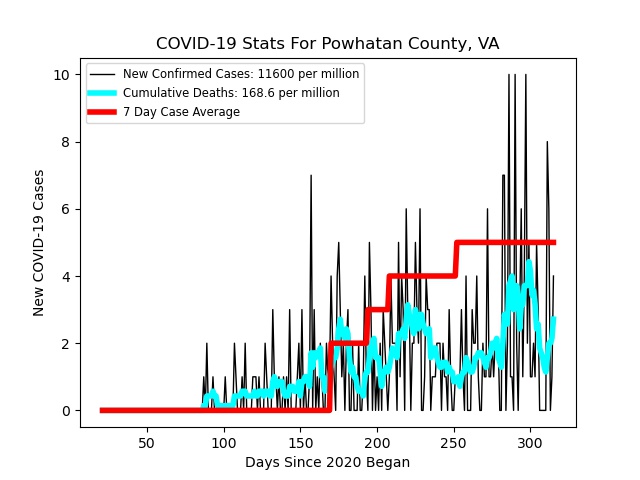 COVID-19 Stats For Powhatan County, VA
New Confirmed Cases: 11600 per million
Cumulative Deaths: 168.6 per million
7 Day Case Average
New COVID-19 Cases
10
8
6
4
2
0
50 100 150 200 250 300
Days Since 2020 Began